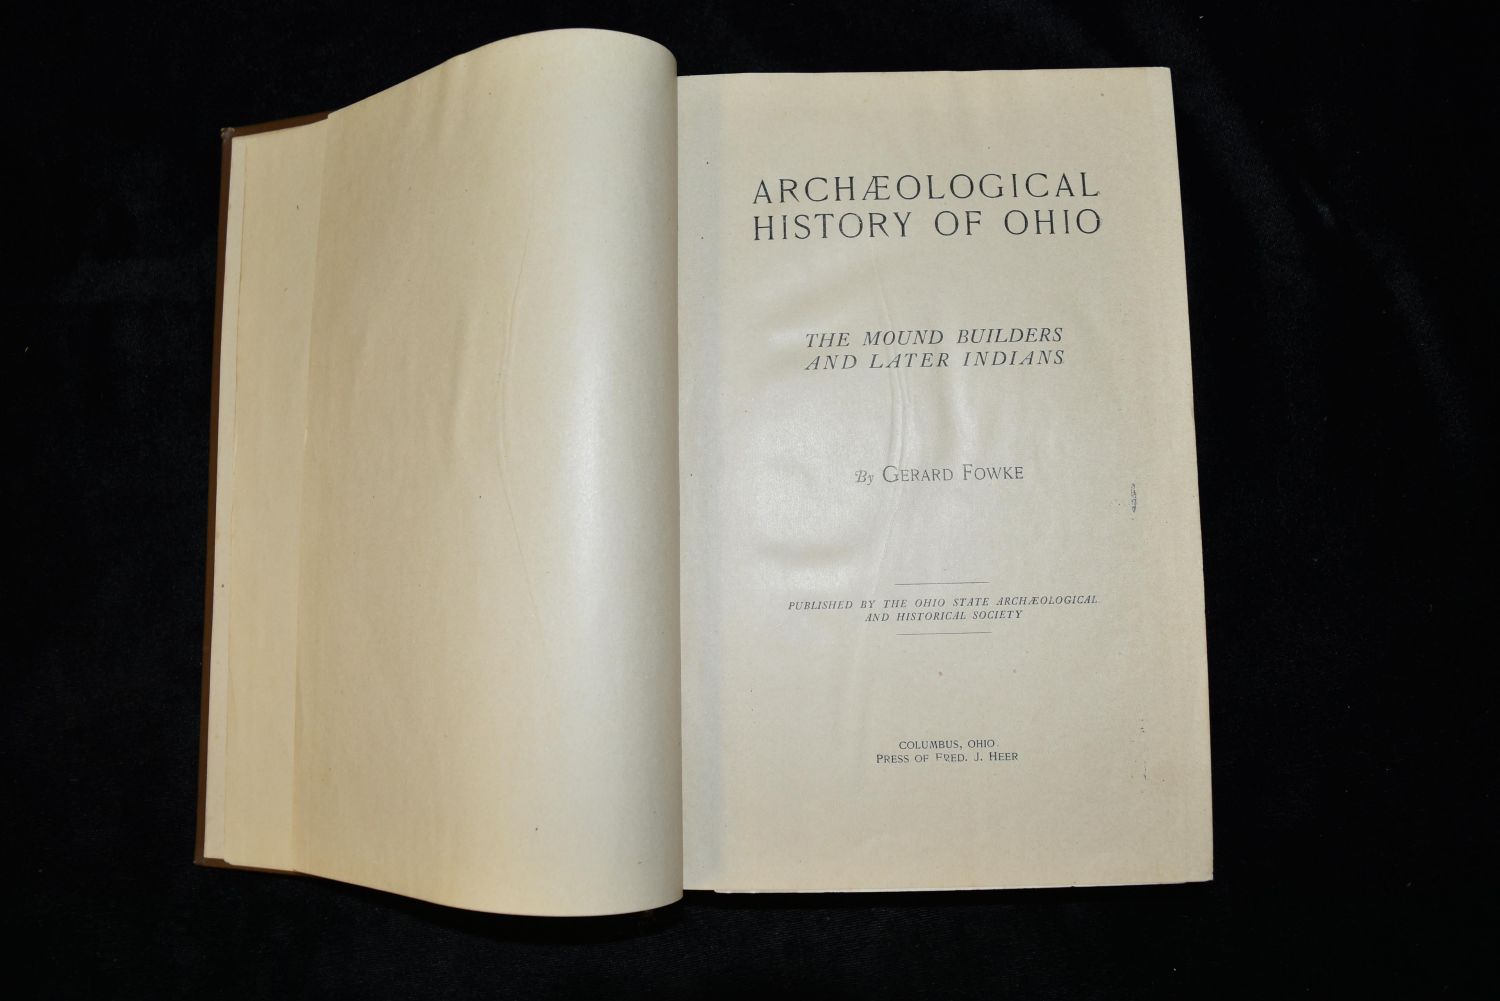 ARCHÆOLOGICAL
HISTORY OF OHIO
THE MOUND BUILDERS
AND LATER INDIANS
By GERARD FOWKE
PUBLISHED BY THE OHIO STATE ARCHÆOLOGICAL
AND HISTORICAL SOCIETY
COLUMBUS, OHIO.
PRESS OF FRED. J. HEER